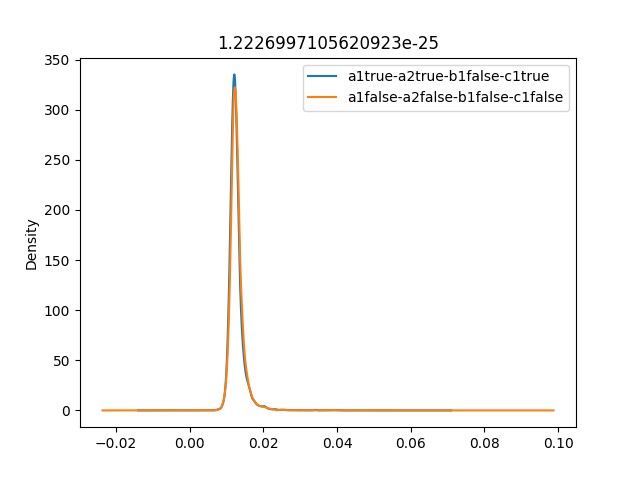 1.2226997105620923e-25
a1true-a2true-b1false-c1true
a1false-a2false-b1false-c1false
Density
350
300
250
200
150
100
50
0
−0.02 0.00 0.02 0.04 0.06 0.08 0.10